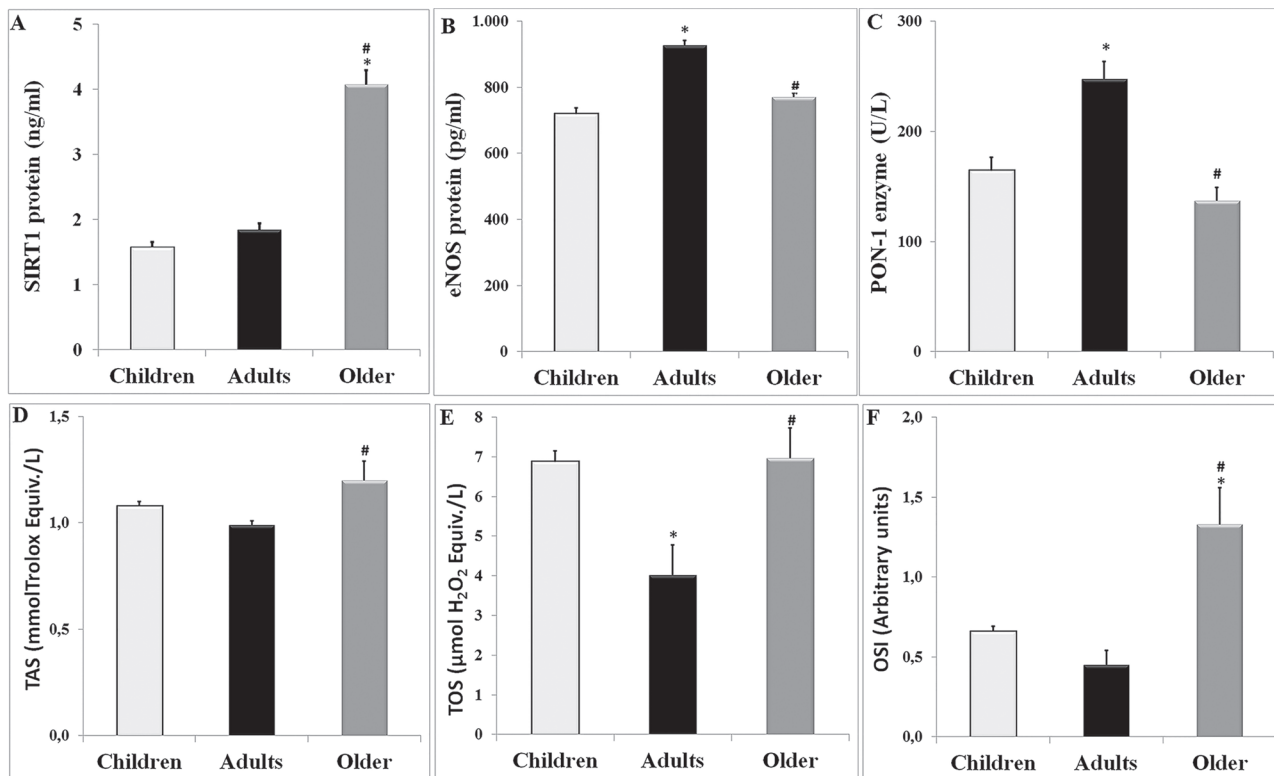 A
SIRT1 protein (ng/ml)
5
4
3
2
1
0
#
*
Children Adults Older
B
eNOS protein (pg/ml)
1.000
800
600
400
200
0
*
#
Children Adults Older
C
PON-1 enzyme (U/L)
300
250
200
150
100
50
0
*
#
Children Adults Older
D
TAS (mmolTrolox Equiv./L)
1,5
1,0
0,5
0,0
#
Children Adults Older
E
TOS (µmol H₂O₂ Equiv./L)
8
7
6
5
4
3
2
1
0
*
#
Children Adults Older
F
OSI (Arbitrary units)
2,0
1,5
1,0
0,5
0,0
#
*
Children Adults Older